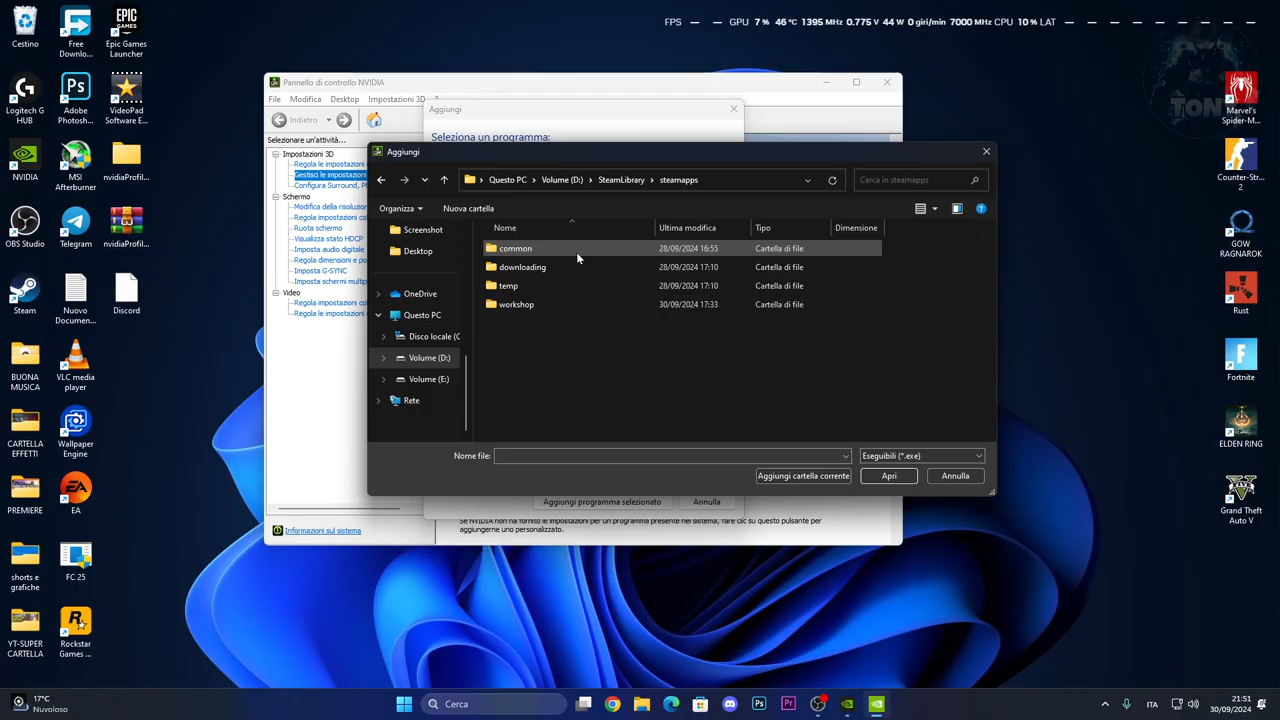 FPS — — — GPU 7 % 46 °C 1395 MHz 0.775 V 44 W 0 giri/min 7000 MHz CPU 10 % LAT — — — —
Cestino
Free Downlo...
Epic Games Launcher
Logitech G HUB
Adobe Photosh...
VideoPad Software E...
NVIDIA
MSI Afterburner
nvidiaProfil...
OBS Studio
Telegram
nvidiaProfil...
Steam
Nuovo Documen...
Discord
BUONA MUSICA
VLC media player
CARTELLA EFFETTI
Wallpaper Engine
PREMIERE
EA
shorts e grafiche
FC 25
YT-SUPER CARTELLA
Rockstar Games ...
Marvel's Spider-M...
Counter-Str... 2
GOW RAGNAROK
Rust
Fortnite
ELDEN RING
Grand Theft Auto V
Pannello di controllo NVIDIA
File Modifica Desktop Impostazioni 3D ?
Indietro
Selezionare un'attività...
Impostazioni 3D
Regola le impostazioni
Gestisci le impostazioni
Configura Surround, P
Schermo
Modifica della risoluzion
Regola impostazioni col
Ruota schermo
Visualizza stato HDCP
Imposta audio digitale
Regola dimensioni e po
Imposta G-SYNC
Impostazioni schermi multip
Video
Regola impostazioni col
Regola le impostazioni
Informazioni sul sistema
Aggiungi
Seleziona un programma:
Aggiungi programma selezionato Annulla
Se NVIDIA non ha fornito le impostazioni per un programma presente nel sistema, fare clic su questo pulsante per
aggiungerne uno personalizzato.
Aggiungi
Questo PC > Volume (D:) > SteamLibrary > steamapps
Cerca in steamapps
Organizza Nuova cartella
Screenshot
Desktop
OneDrive
Questo PC
Disco locale (C
Volume (D:)
Volume (E:)
Rete
Nome Ultima modifica Tipo Dimensione
common 28/09/2024 16:55 Cartella di file
downloading 28/09/2024 17:10 Cartella di file
temp 28/09/2024 17:10 Cartella di file
workshop 30/09/2024 17:33 Cartella di file
Nome file: Eseguibili (*.exe)
Aggiungi cartella corrente Apri Annulla
17°C
Nuvoloso
Cerca
ITA
21:51
30/09/2024